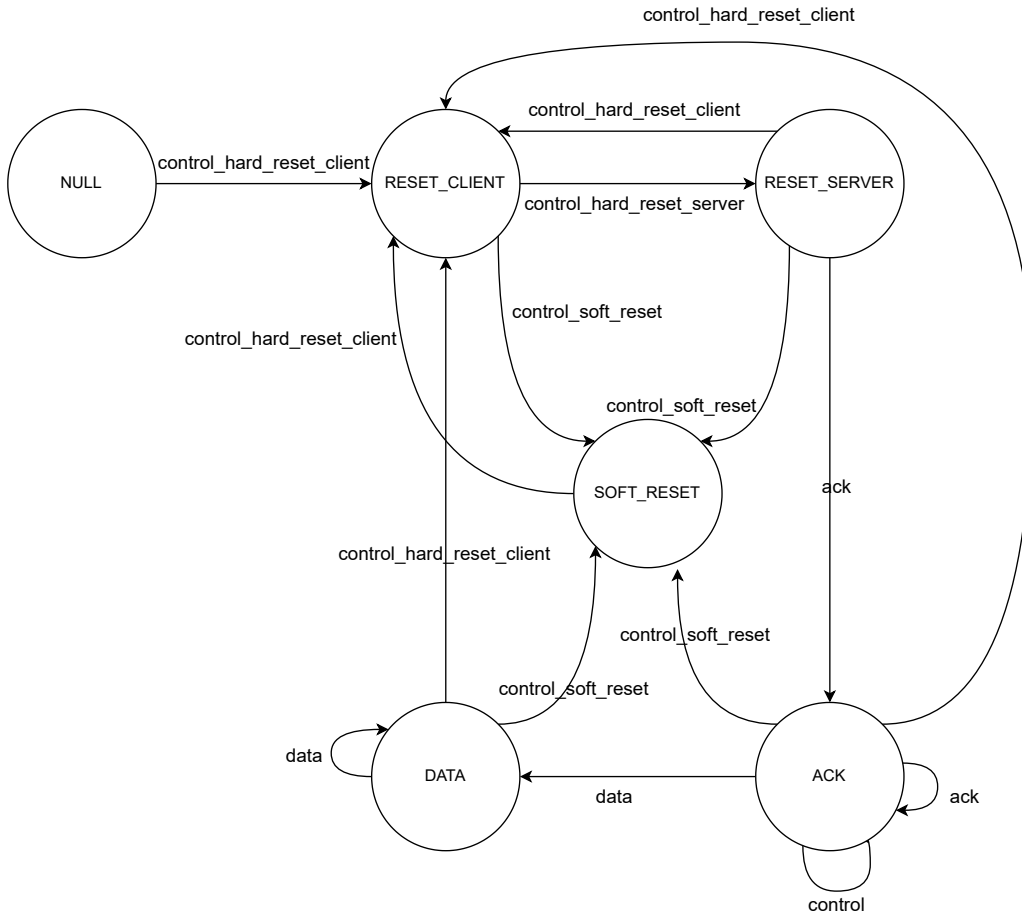 control_hard_reset_client
control_hard_reset_client
control_hard_reset_client
NULL
RESET_CLIENT
RESET_SERVER
control_hard_reset_server
control_soft_reset
control_hard_reset_client
control_soft_reset
ack
SOFT_RESET
control_hard_reset_client
control_soft_reset
control_soft_reset
data
DATA
ACK
data
ack
control